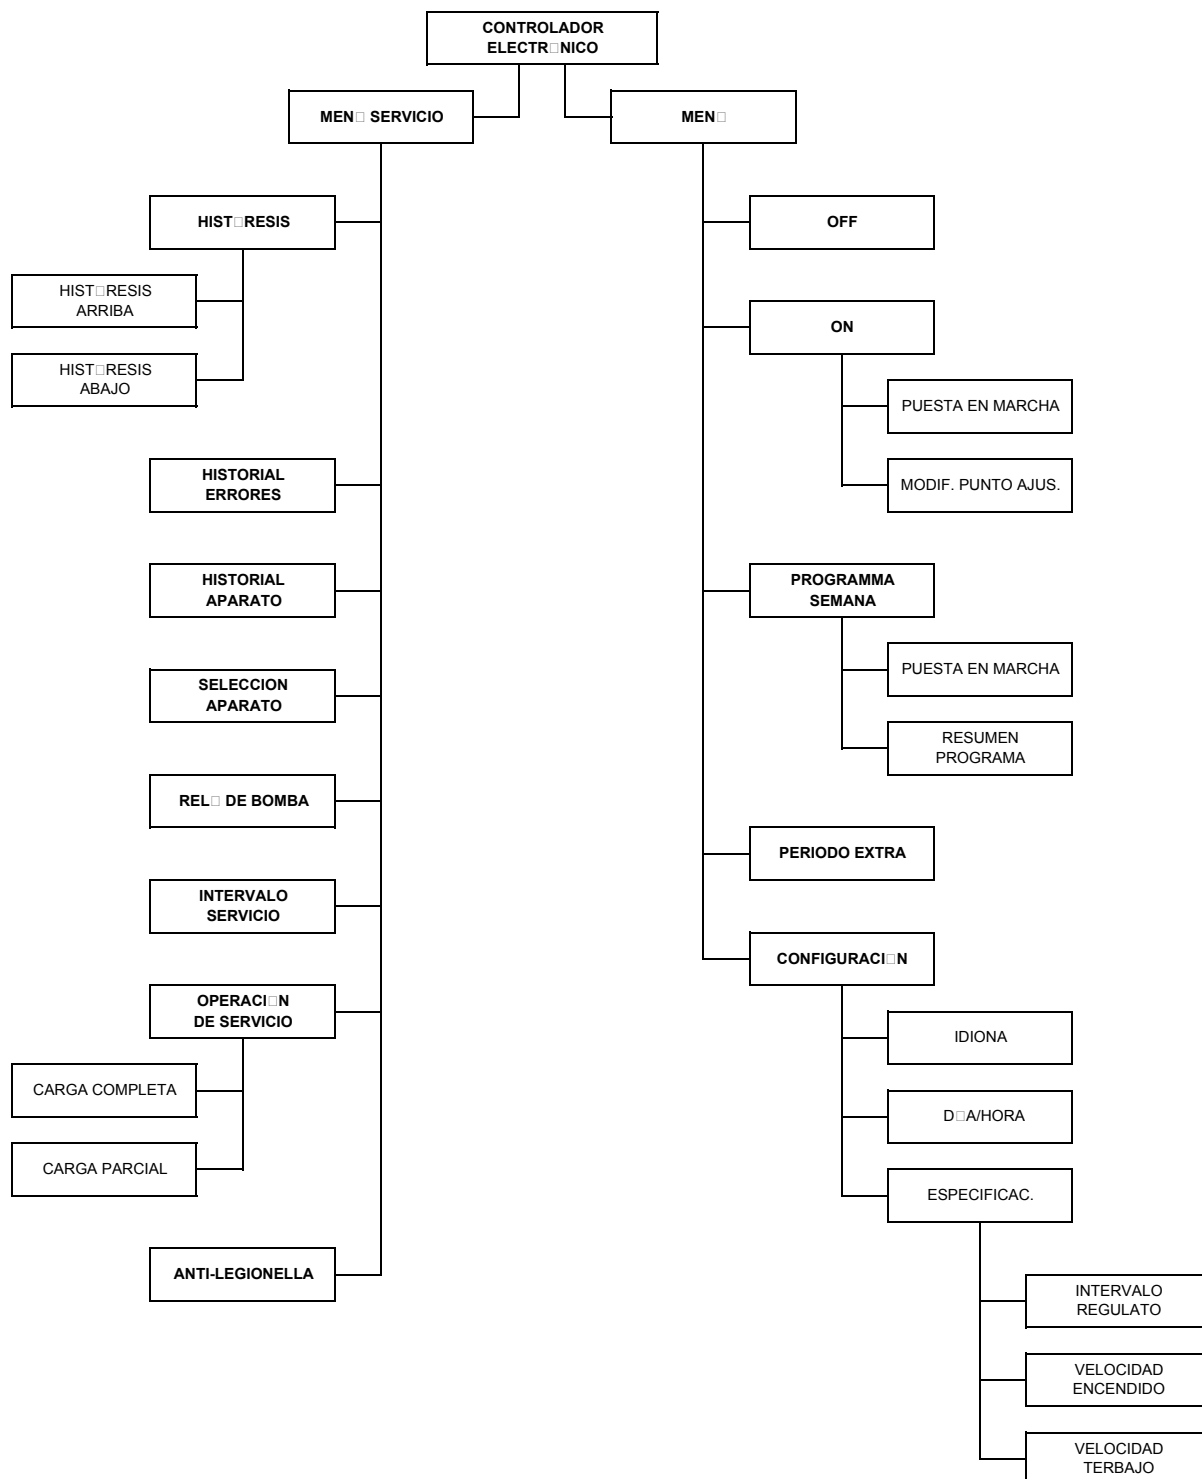 CONTROLADOR
ELECTR□NICO
MEN□ SERVICIO
MEN□
HIST□RESIS
HIST□RESIS
ARRIBA
HIST□RESIS
ABAJO
HISTORIAL
ERRORES
HISTORIAL
APARATO
SELECCION
APARATO
REL□ DE BOMBA
INTERVALO
SERVICIO
OPERACI□N
DE SERVICIO
CARGA COMPLETA
CARGA PARCIAL
ANTI-LEGIONELLA
OFF
ON
PUESTA EN MARCHA
MODIF. PUNTO AJUS.
PROGRAMMA
SEMANA
PUESTA EN MARCHA
RESUMEN
PROGRAMA
PERIODO EXTRA
CONFIGURACI□N
IDIONA
D□A/HORA
ESPECIFICAC.
INTERVALO
REGULATO
VELOCIDAD
ENCENDIDO
VELOCIDAD
TERBAJO